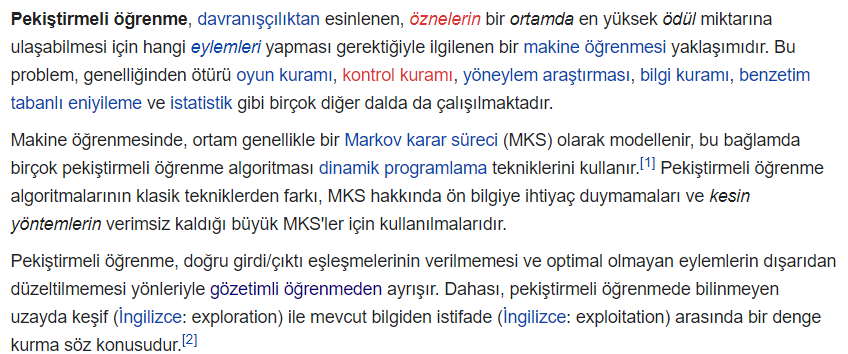 Pekiştirmeli öğrenme, davranışçılıktan esinlenen, öznelerin bir ortamda en yüksek ödül miktarına
ulaşabilmesi için hangi eylemleri yapması gerektiğiyle ilgilenen bir makine öğrenmesi yaklaşımıdır. Bu
problem, genelliğinden ötürü oyun kuramı, kontrol kuramı, yöneylem araştırması, bilgi kuramı, benzetim
tabanlı eniyileme ve istatistik gibi birçok diğer dalda da çalışılmaktadır.
Makine öğrenmesinde, ortam genellikle bir Markov karar süreci (MKS) olarak modellenir, bu bağlamda
birçok pekiştirmeli öğrenme algoritması dinamik programlama tekniklerini kullanır.[1] Pekiştirmeli öğrenme
algoritmalarının klasik tekniklerden farkı, MKS hakkında ön bilgiye ihtiyaç duymamaları ve kesin
yöntemlerin verimsiz kaldığı büyük MKS'ler için kullanılmalarıdır.
Pekiştirmeli öğrenme, doğru girdi/çıktı eşleşmelerinin verilmemesi ve optimal olmayan eylemlerin dışarıdan
düzeltilmemesi yönleriyle gözetimli öğrenmeden ayrışır. Dahası, pekiştirmeli öğrenmede bilinmeyen
uzayda keşif (İngilizce: exploration) ile mevcut bilgiden istifade (İngilizce: exploitation) arasında bir denge
kurma söz konusudur.[2]